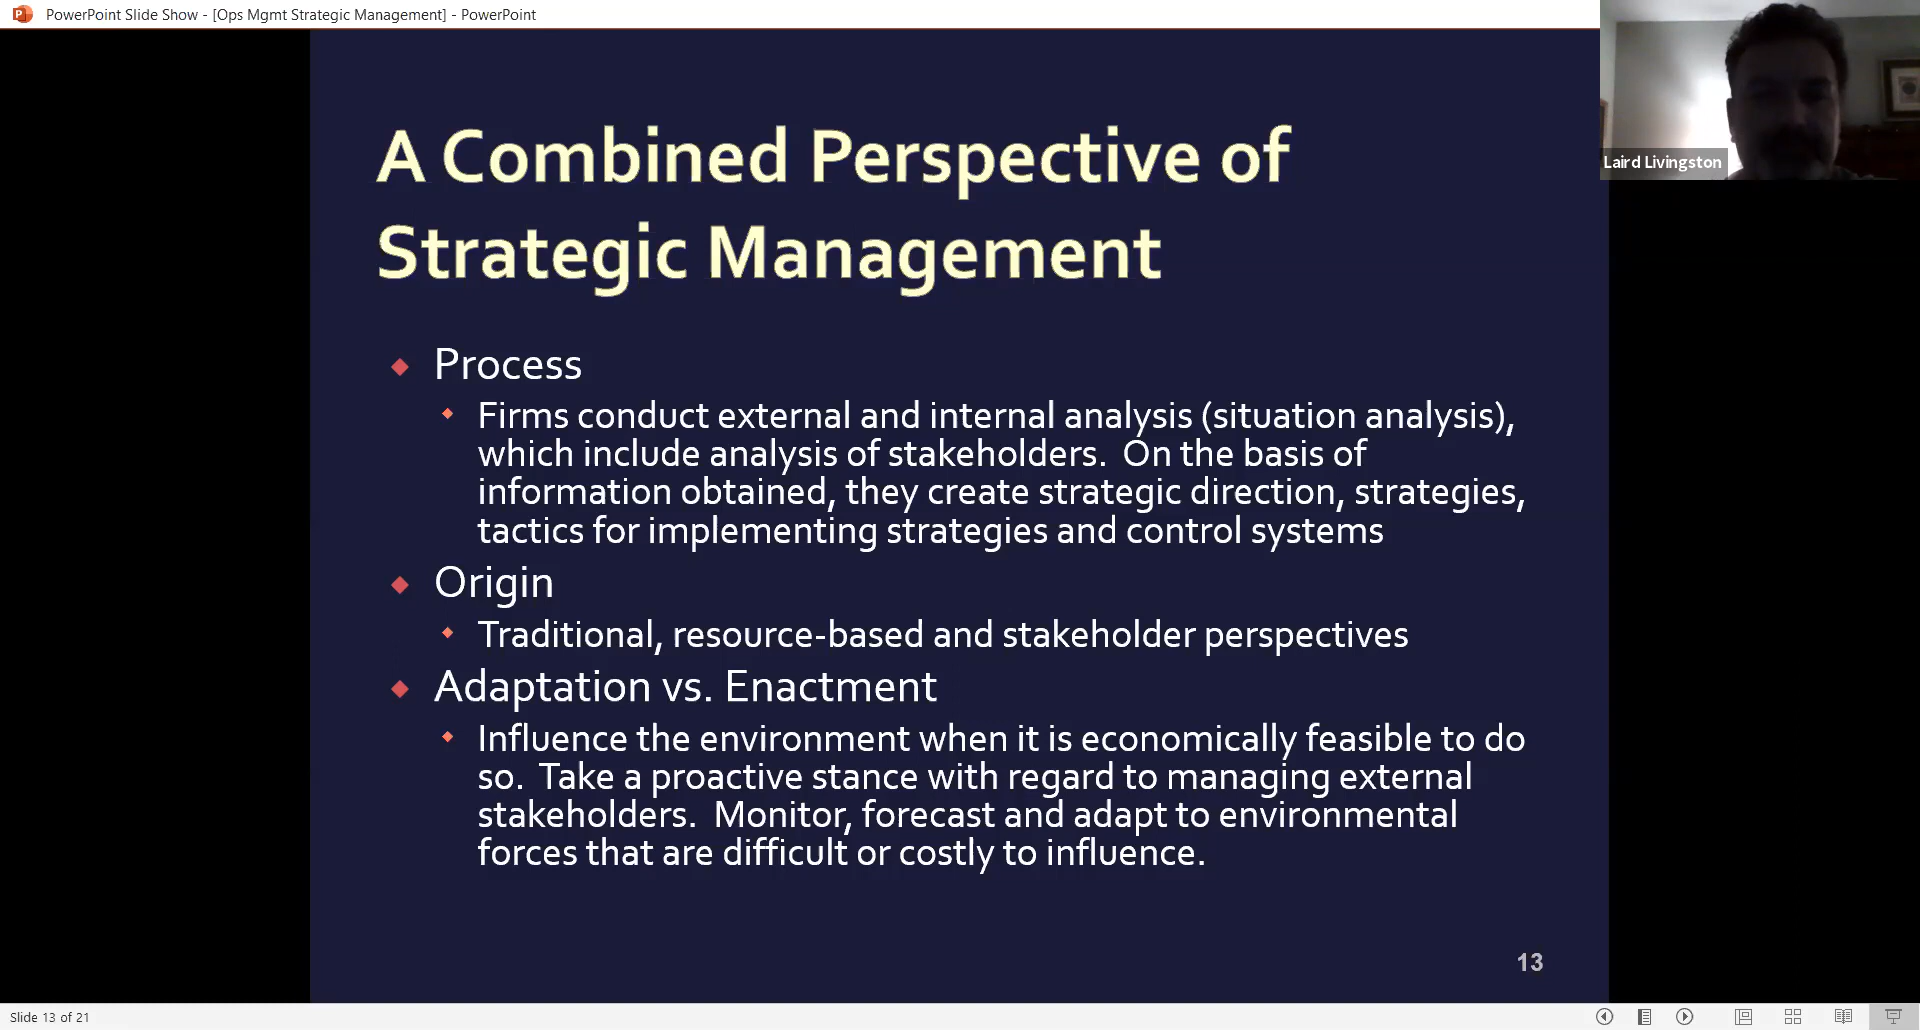 PowerPoint Slide Show - [Ops Mgmt Strategic Management] - PowerPoint
Laird Livingston
A Combined Perspective of
Strategic Management
Process
Firms conduct external and internal analysis (situation analysis),
which include analysis of stakeholders.  On the basis of
information obtained, they create strategic direction, strategies,
tactics for implementing strategies and control systems
Origin
Traditional, resource-based and stakeholder perspectives
Adaptation vs. Enactment
Influence the environment when it is economically feasible to do
so.  Take a proactive stance with regard to managing external
stakeholders.  Monitor, forecast and adapt to environmental
forces that are difficult or costly to influence.
13
Slide 13 of 21